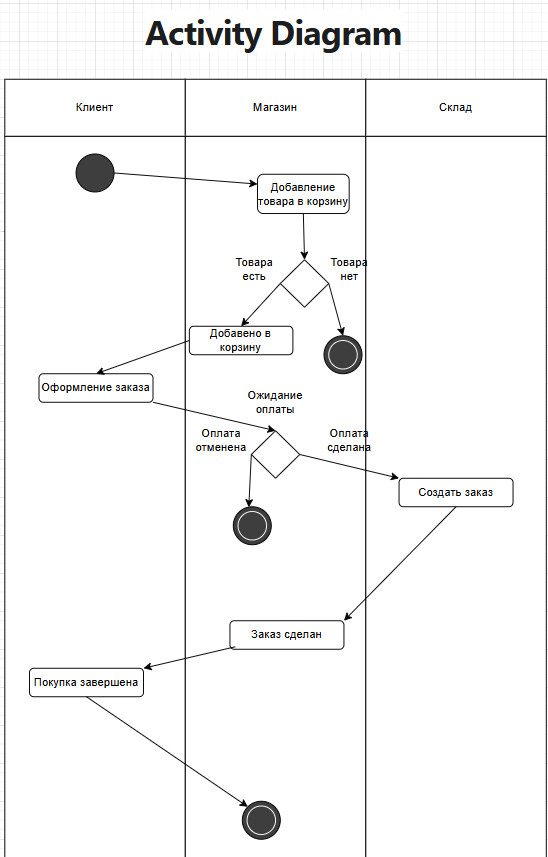 Activity Diagram
Клиент
Магазин
Склад
Добавление
товара в корзину
Товара
есть
Товара
нет
Добавено в
корзину
Оформление заказа
Ожидание
оплаты
Оплата
отменена
Оплата
сделана
Создать заказ
Заказ сделан
Покупка завершена